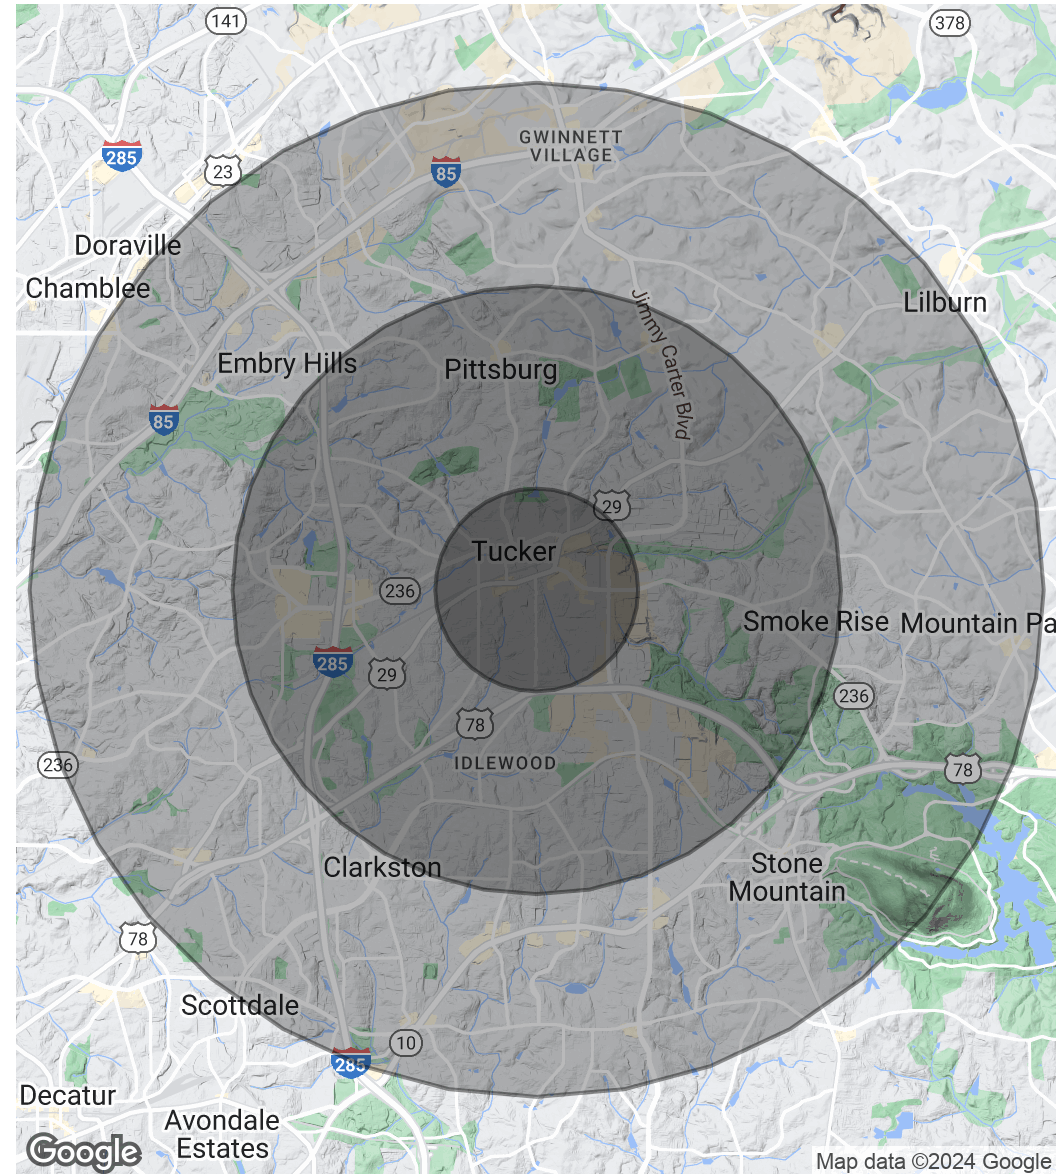 141
378
GWINNETT
VILLAGE
285
23
85
Doraville
Chamblee
Lilburn
Jimmy Carter Blvd
Embry Hills
Pittsburg
85
29
Tucker
236
Smoke Rise
Mountain Pa
285
29
236
78
236
IDLEWOOD
78
Clarkston
Stone
Mountain
78
Scottdale
10
285
Decatur
Avondale
Estates
Google
Map data ©2024 Google